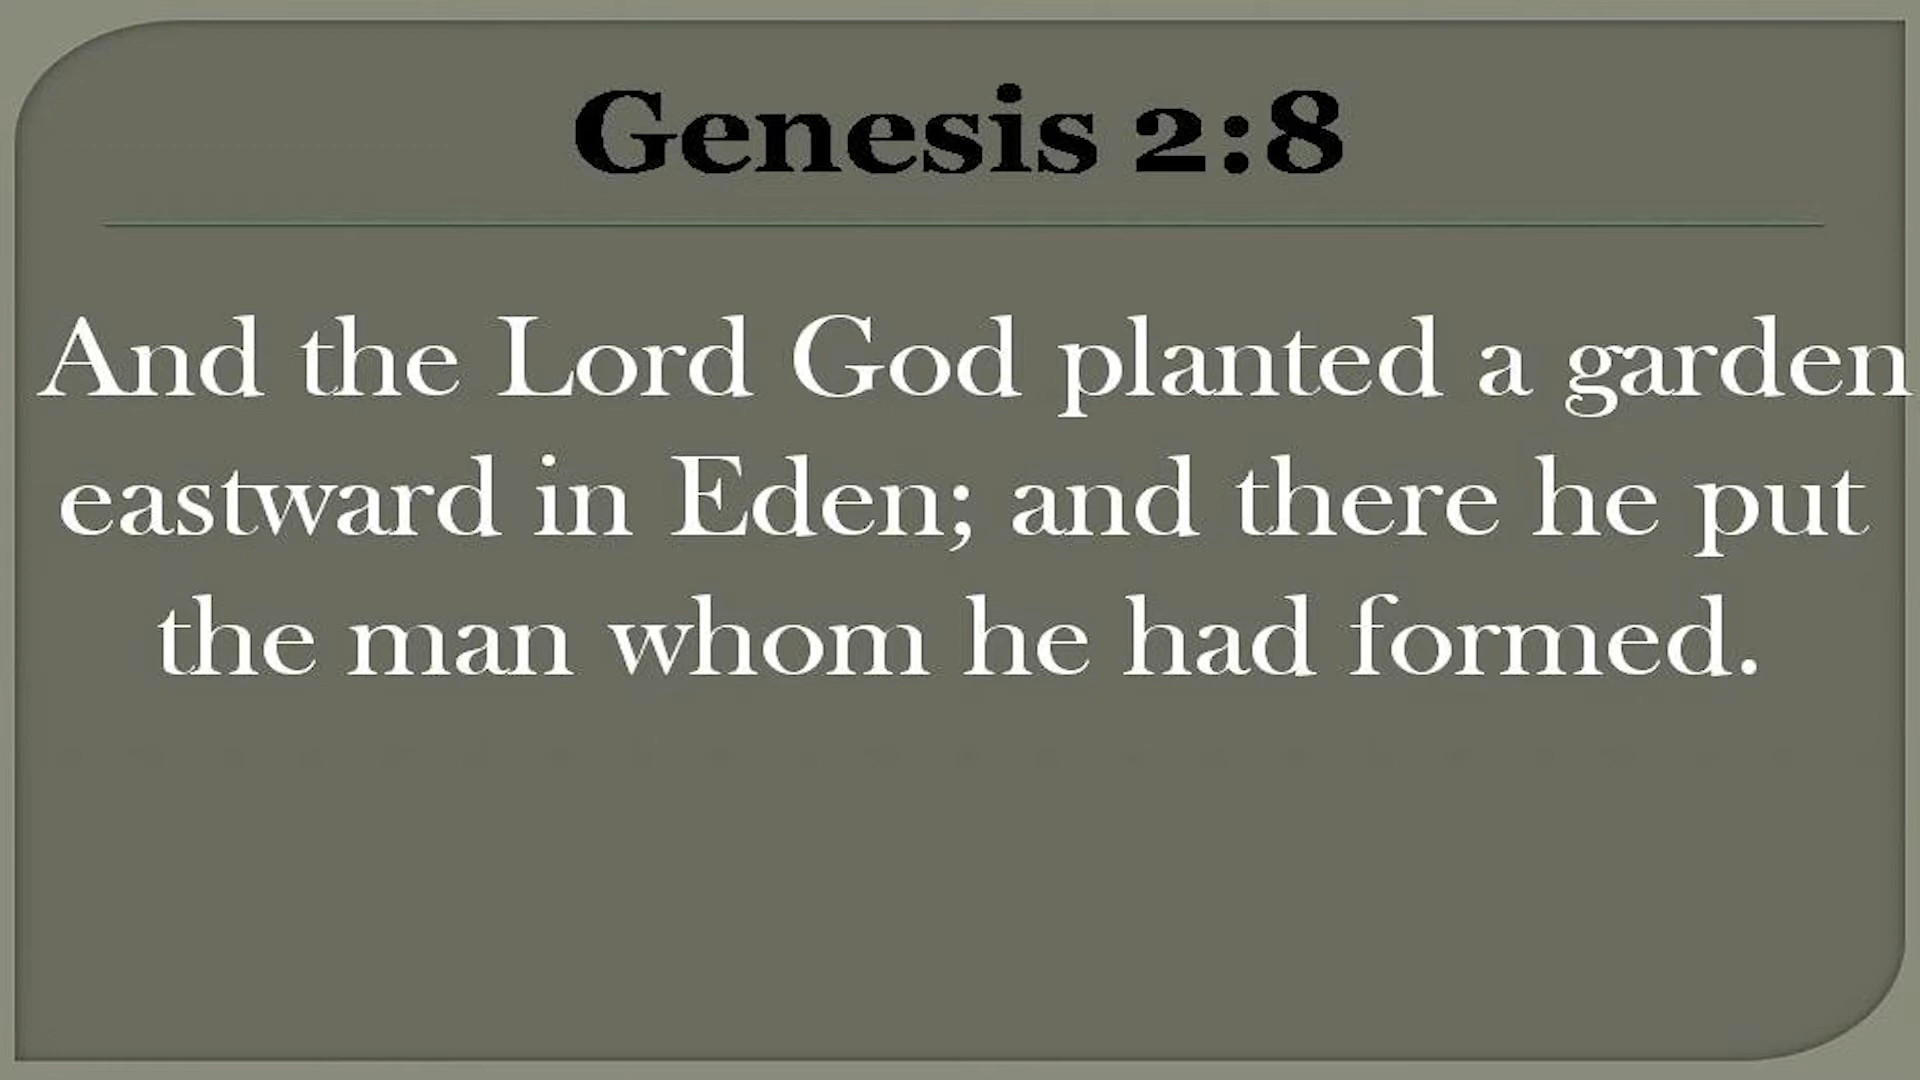 Genesis 2:8
And the Lord God planted a garden
eastward in Eden; and there he put
the man whom he had formed.